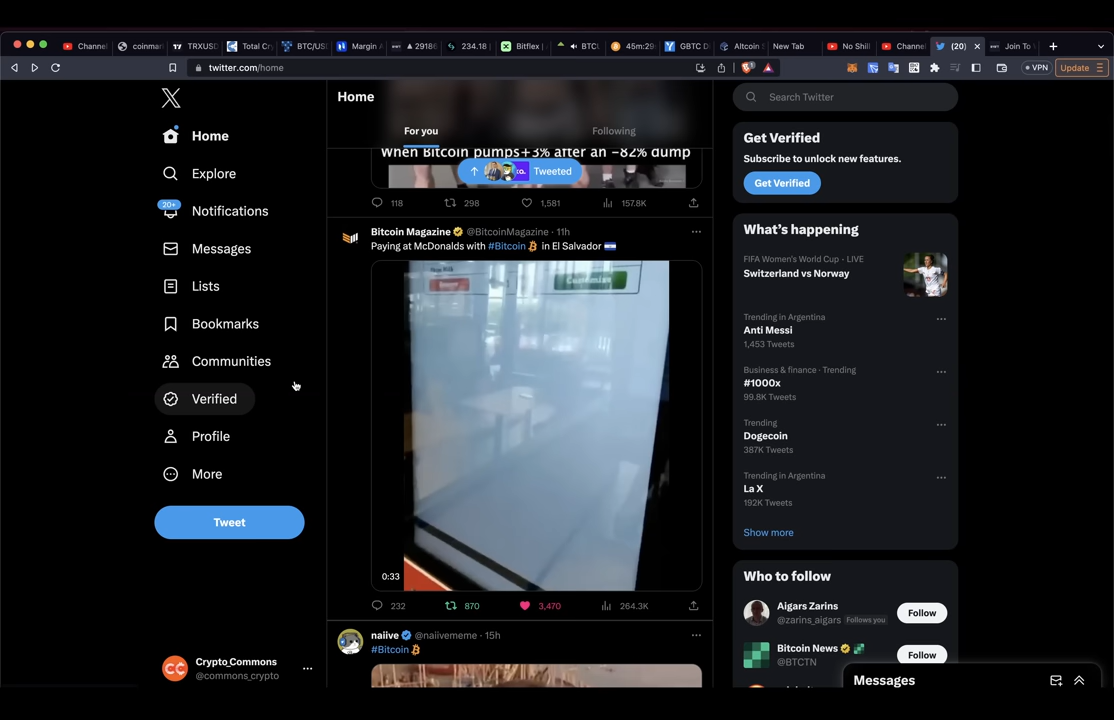 Channel
coinmar
TRXUSD
Total Cry
BTC/US
Margin A
▲ 29186
234.18
Bitflex |
BTCU
45m:29
GBTC Di
Altcoin S
New Tab
No Shill
Channel
(20)
Join To
twitter.com/home
VPN
Update
Home
Explore
20+
Notifications
Messages
Lists
Bookmarks
Communities
Verified
Profile
More
Tweet
Crypto_Commons
@commons_crypto
Home
For you
Following
When Bitcoin pumps+3% after an -82% dump
Tweeted
118 298 1,581 157.8K
Bitcoin Magazine @BitcoinMagazine · 11h
Paying at McDonalds with #Bitcoin in El Salvador
Customise
0:33
232 870 3,470 264.3K
naiive @naiivememe · 15h
#Bitcoin
Search Twitter
Get Verified
Subscribe to unlock new features.
Get Verified
What's happening
FIFA Women's World Cup · LIVE
Switzerland vs Norway
Trending in Argentina
Anti Messi
1,453 Tweets
Business & finance · Trending
#1000x
99.8K Tweets
Trending
Dogecoin
387K Tweets
Trending in Argentina
La X
192K Tweets
Show more
Who to follow
Aigars Zarins
@zarins_aigars Follows you
Follow
Bitcoin News
@BTCTN
Follow
Messages